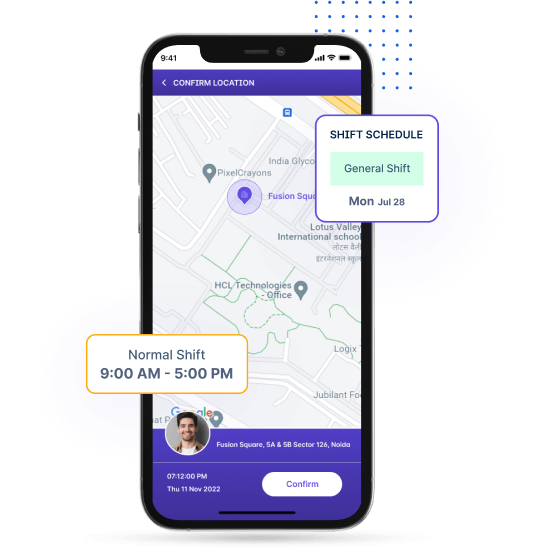 9:41
CONFIRM LOCATION
SHIFT SCHEDULE
General Shift
Mon Jul 28
India Glyco
PixelCrayons
Fusion Squ
Lotus Valley
International school
लोटस वैली
इंटरनेशनल स्कूल
HCL Technologies
- Office
Normal Shift
9:00 AM - 5:00 PM
Logix
Jubilant Fo
Google
at P
Fusion Square, 5A & 5B Sector 126, Noida
07:12:00 PM
Thu 11 Nov 2022
Confirm